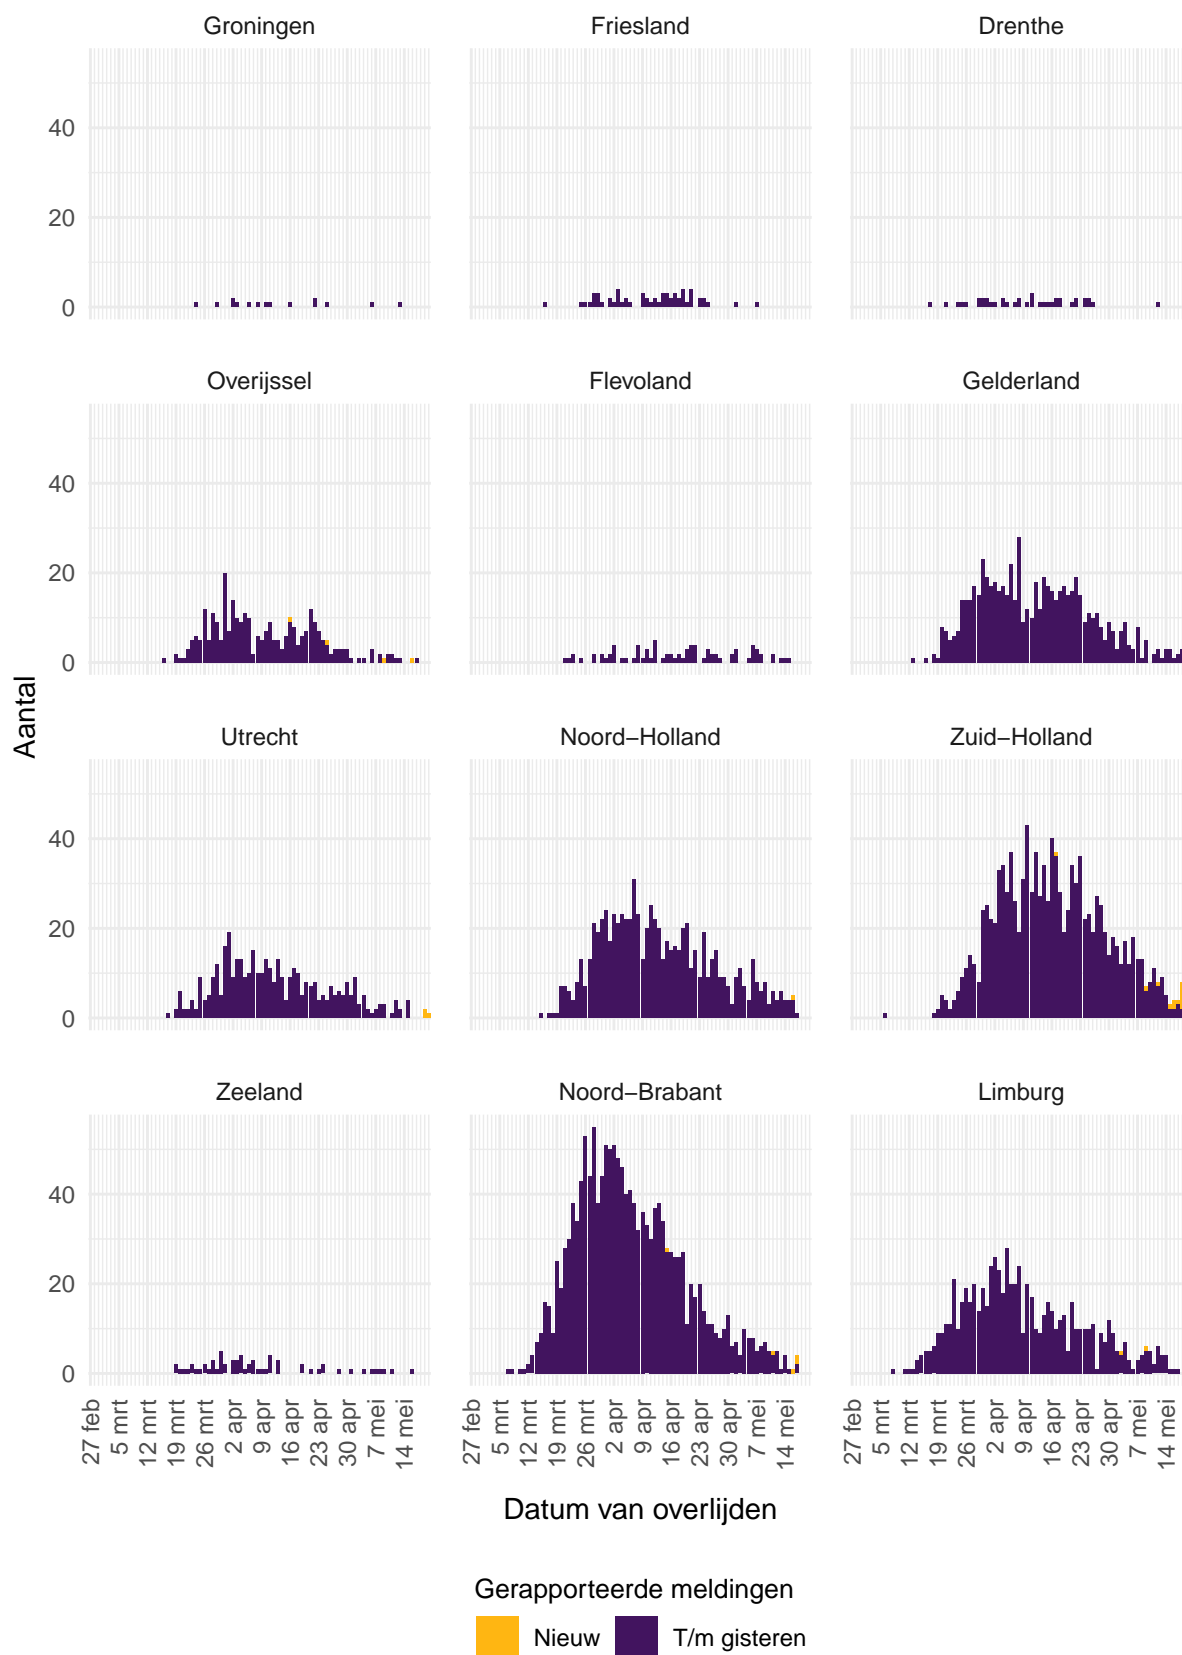 Groningen Friesland Drenthe
40
20
0
Overijssel Flevoland Gelderland
40
20
0
Aantal
Utrecht Noord−Holland Zuid−Holland
40
20
0
Zeeland Noord−Brabant Limburg
40
20
0
27 feb 5 mrt 12 mrt 19 mrt 26 mrt 2 apr 9 apr 16 apr 23 apr 30 apr 7 mei 14 mei 27 feb 5 mrt 12 mrt 19 mrt 26 mrt 2 apr 9 apr 16 apr 23 apr 30 apr 7 mei 14 mei 27 feb 5 mrt 12 mrt 19 mrt 26 mrt 2 apr 9 apr 16 apr 23 apr 30 apr 7 mei 14 mei
Datum van overlijden
Gerapporteerde meldingen
Nieuw T/m gisteren